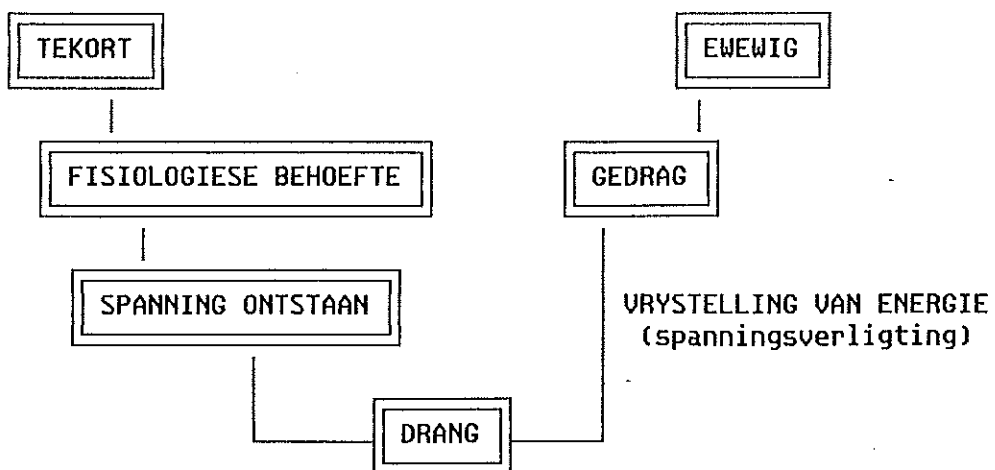 TEKORT
EWEWIG
FISIOLOGIESE BEHOEFTE
GEDRAG
SPANNING ONTSTAAN
VRYSTELLING VAN ENERGIE
(spanningsverligting)
DRANG